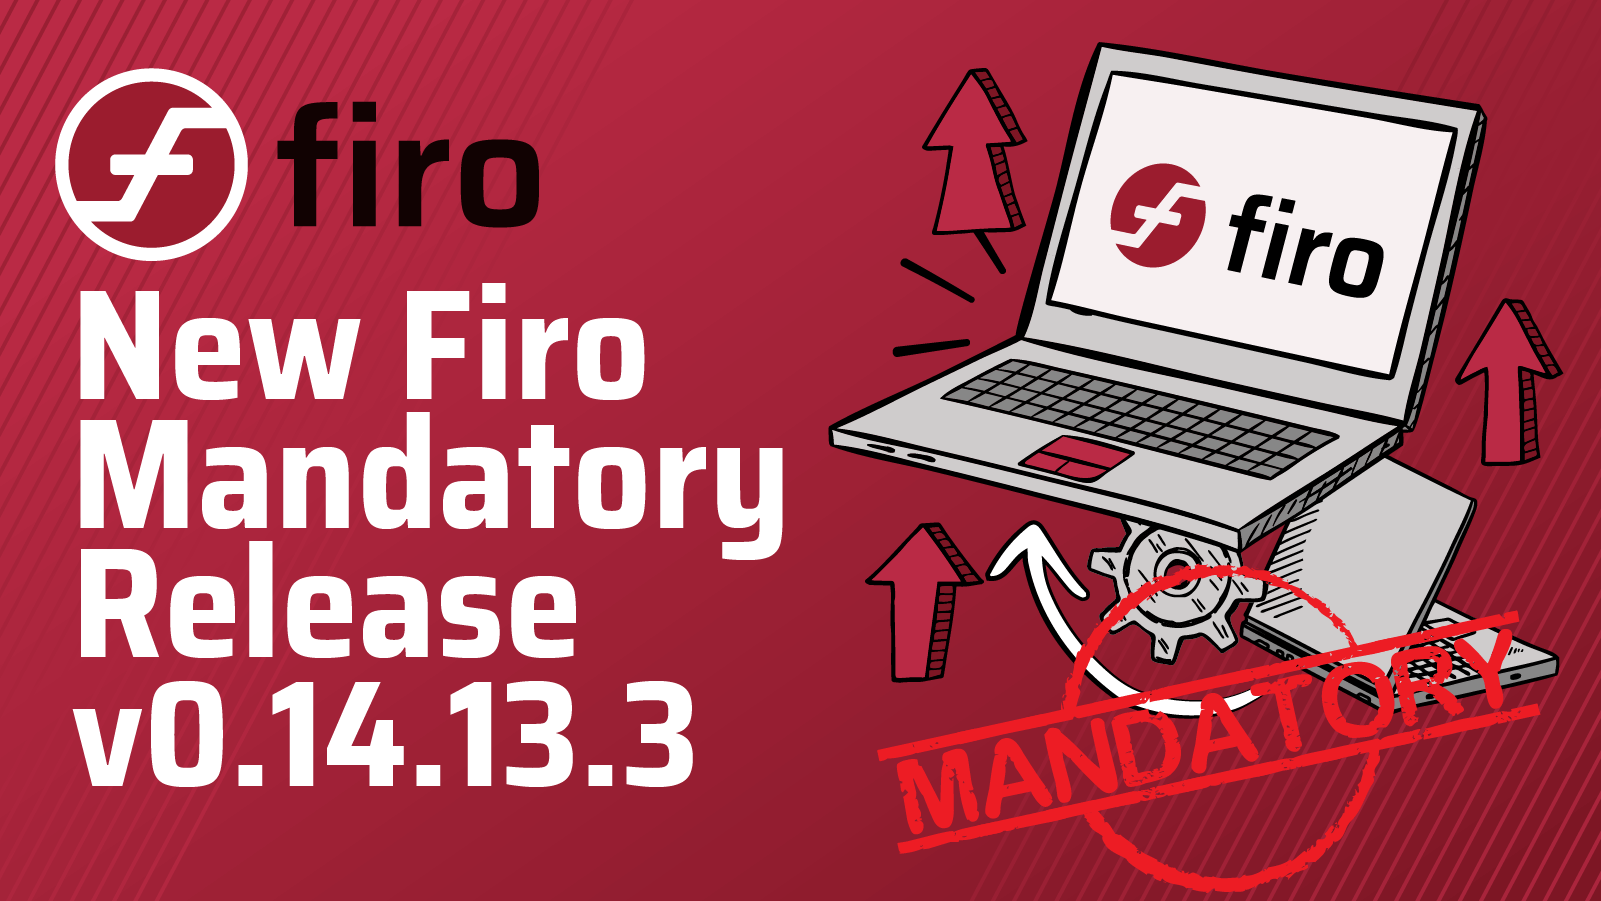 firo
New Firo
Mandatory
Release
v0.14.13.3
firo
MANDATORY